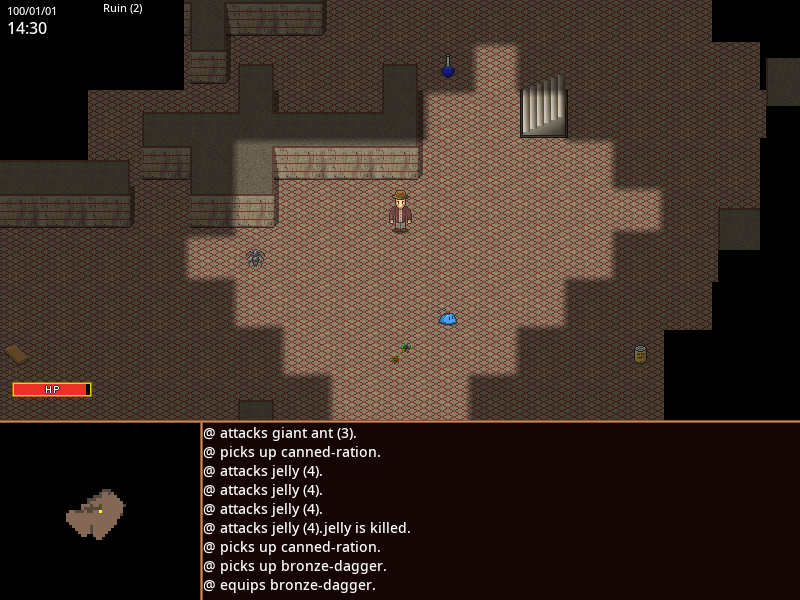 100/01/01
Ruin (2)
14:30
HP
@ attacks giant ant (3).
@ picks up canned-ration.
@ attacks jelly (4).
@ attacks jelly (4).
@ attacks jelly (4).
@ attacks jelly (4).jelly is killed.
@ picks up canned-ration.
@ picks up bronze-dagger.
@ equips bronze-dagger.